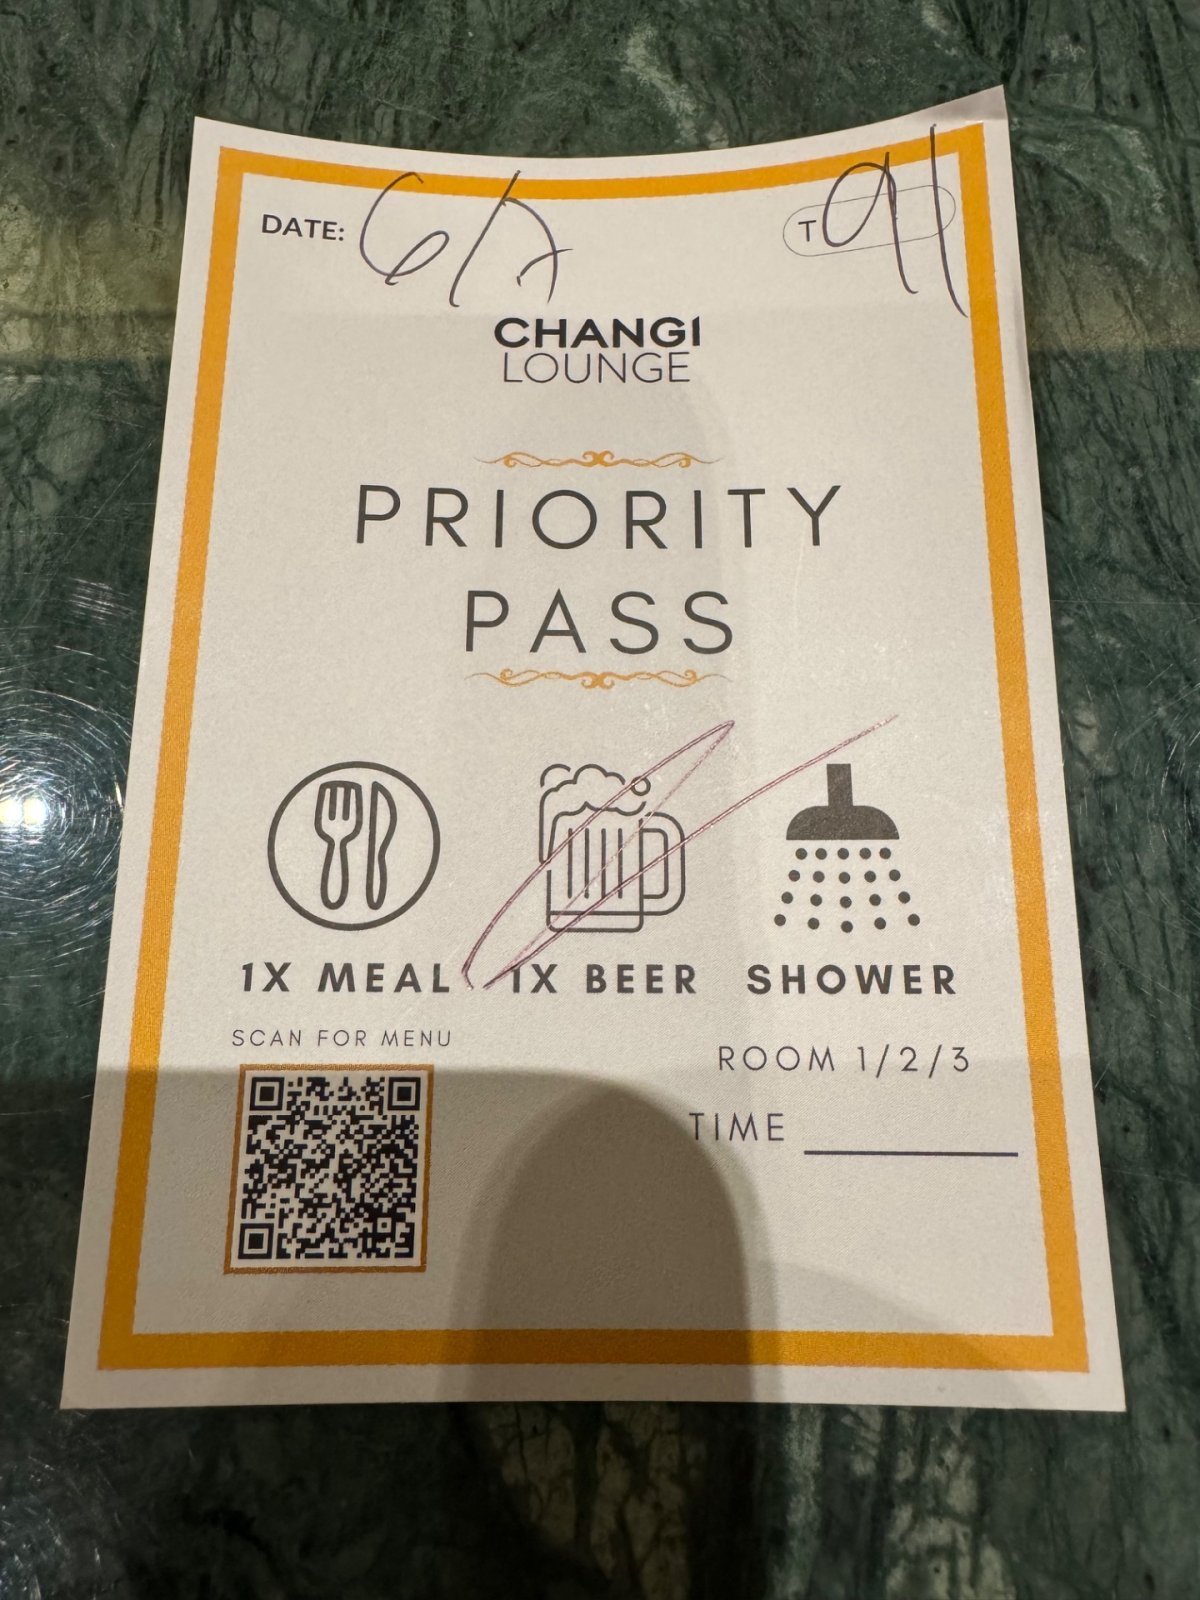 DATE: 6/7
T 91
CHANGI
LOUNGE
PRIORITY
PASS
1X MEAL 1X BEER SHOWER
SCAN FOR MENU
ROOM 1/2/3
TIME